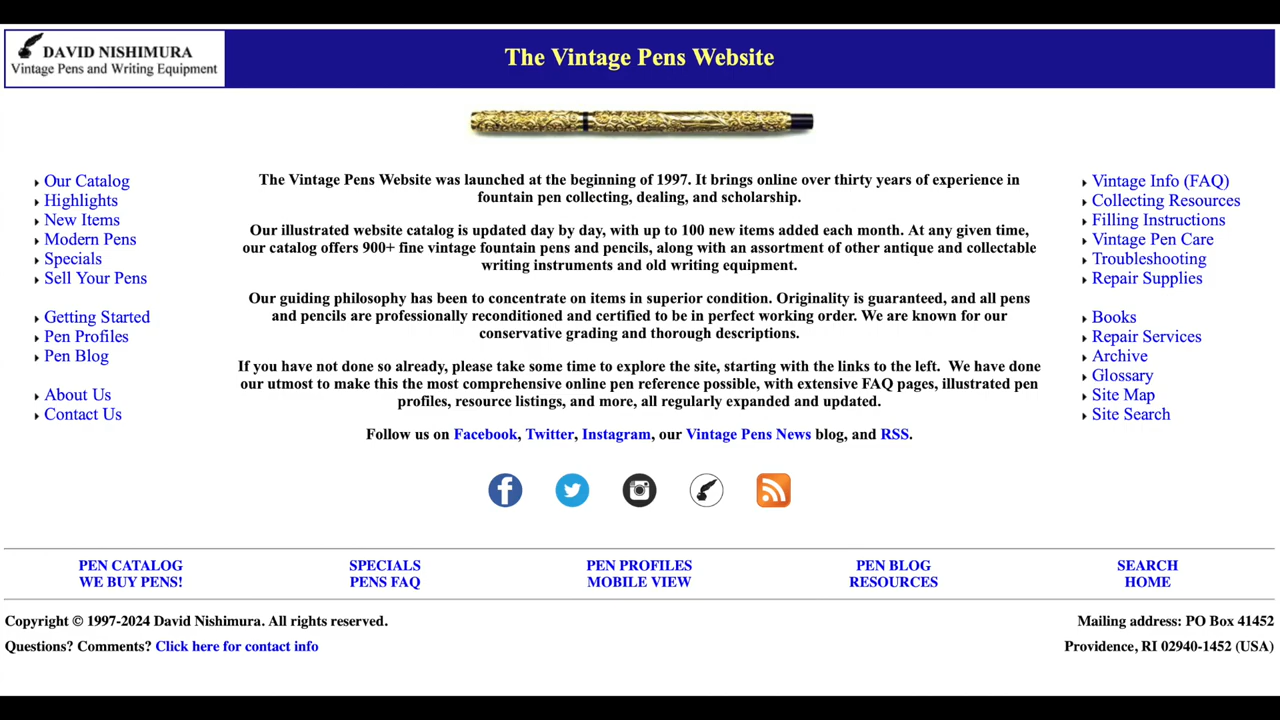 DAVID NISHIMURA
Vintage Pens and Writing Equipment
The Vintage Pens Website
Our Catalog
Highlights
New Items
Modern Pens
Specials
Sell Your Pens
Getting Started
Pen Profiles
Pen Blog
About Us
Contact Us
The Vintage Pens Website was launched at the beginning of 1997. It brings online over thirty years of experience in
fountain pen collecting, dealing, and scholarship.
Our illustrated website catalog is updated day by day, with up to 100 new items added each month. At any given time,
our catalog offers 900+ fine vintage fountain pens and pencils, along with an assortment of other antique and collectable
writing instruments and old writing equipment.
Our guiding philosophy has been to concentrate on items in superior condition. Originality is guaranteed, and all pens
and pencils are professionally reconditioned and certified to be in perfect working order. We are known for our
conservative grading and thorough descriptions.
If you have not done so already, please take some time to explore the site, starting with the links to the left. We have done
our utmost to make this the most comprehensive online pen reference possible, with extensive FAQ pages, illustrated pen
profiles, resource listings, and more, all regularly expanded and updated.
Follow us on Facebook, Twitter, Instagram, our Vintage Pens News blog, and RSS.
Vintage Info (FAQ)
Collecting Resources
Filling Instructions
Vintage Pen Care
Troubleshooting
Repair Supplies
Books
Repair Services
Archive
Glossary
Site Map
Site Search
PEN CATALOG SPECIALS PEN PROFILES PEN BLOG SEARCH
WE BUY PENS! PENS FAQ MOBILE VIEW RESOURCES HOME
Copyright © 1997-2024 David Nishimura. All rights reserved. Mailing address: PO Box 41452
Questions? Comments? Click here for contact info Providence, RI 02940-1452 (USA)